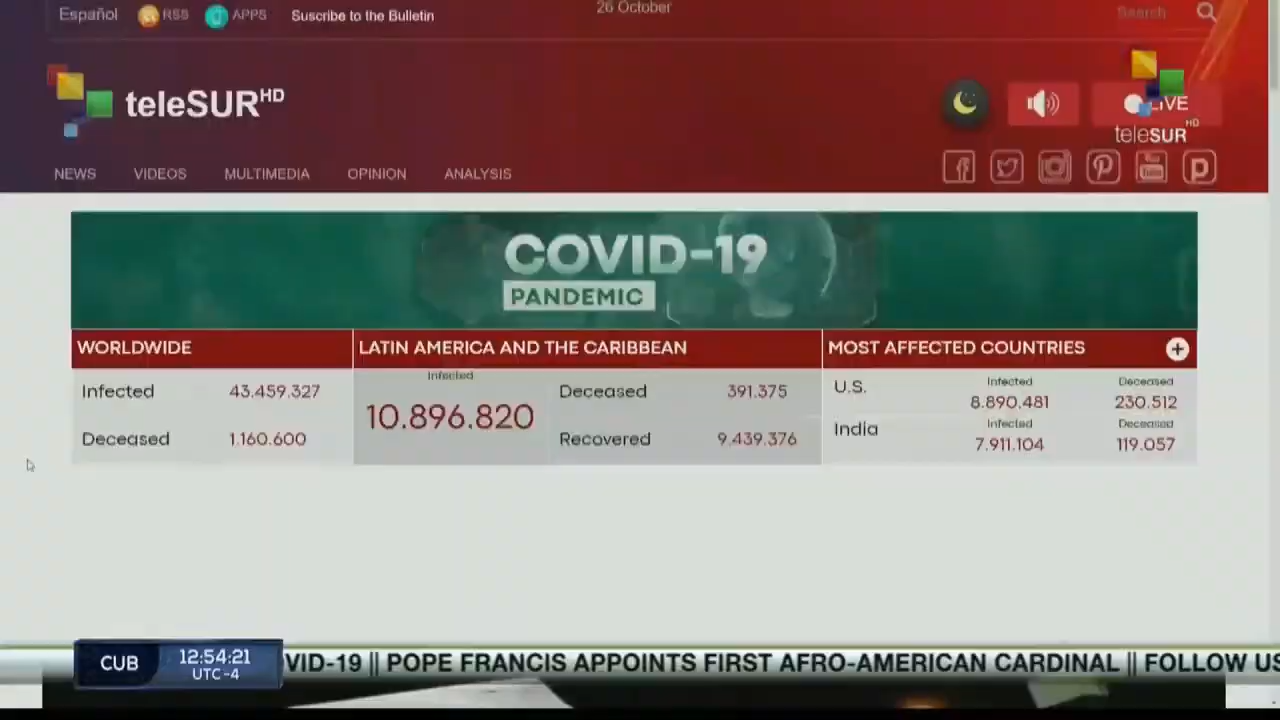 26 October
Español RSS APPS Suscribe to the Bulletin Search
teleSUR HD
LIVE
teleSUR HD
NEWS VIDEOS MULTIMEDIA OPINION ANALYSIS
COVID-19
PANDEMIC
WORLDWIDE LATIN AMERICA AND THE CARIBBEAN MOST AFFECTED COUNTRIES
Infected 43.459.327
Deceased 1.160.600
Infected
10.896.820
Deceased 391.375
Recovered 9.439.376
Infected Deceased
U.S. 8.890.481 230.512
Infected Deceased
India 7.911.104 119.057
CUB 12:54:21
UTC-4
VID-19 || POPE FRANCIS APPOINTS FIRST AFRO-AMERICAN CARDINAL || FOLLOW US